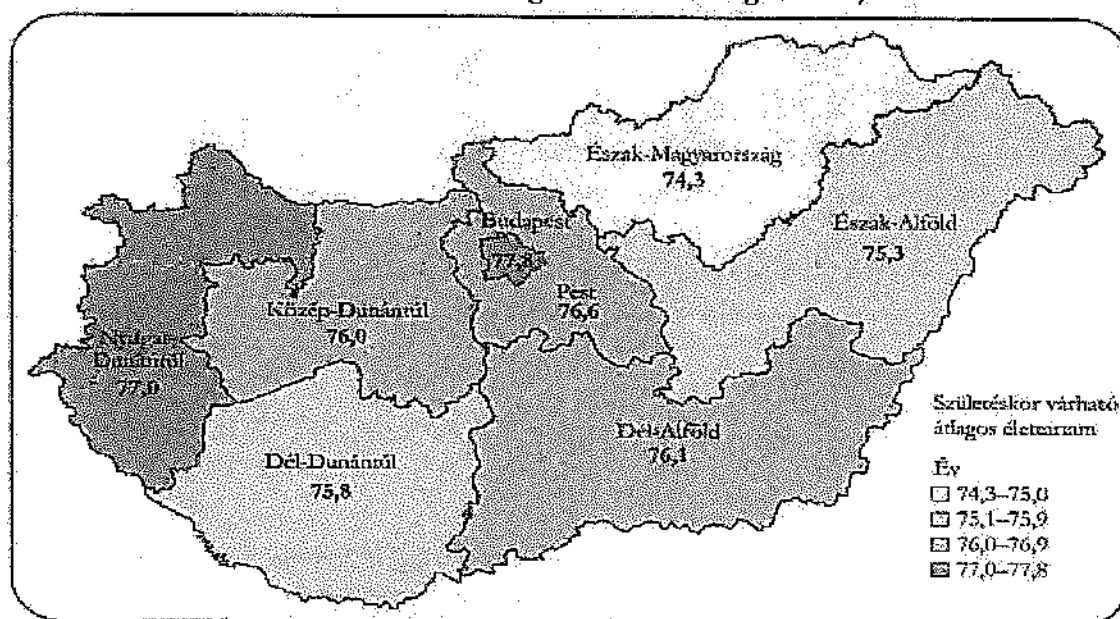 Észak-Magyarország
74,3
Budapest
77,8
Észak-Alföld
75,3
Pest
76,6
Közép-Dunántúl
76,0
Nyugat-
Dunántúl
77,0
Dél-Alföld
76,1
Dél-Dunántúl
75,8
Születéskor várható
átlagos élettartam
Év
74,3–75,0
75,1–75,9
76,0–76,9
77,0–77,8